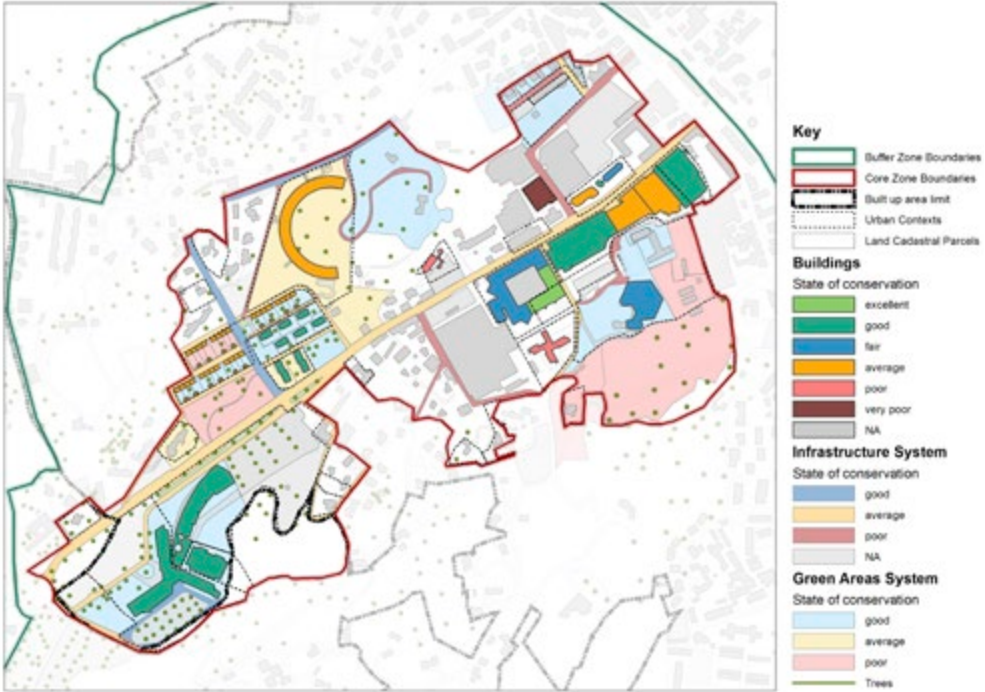 Key
Buffer Zone Boundaries
Core Zone Boundaries
Built up area limit
Urban Contexts
Land Cadastral Parcels
Buildings
State of conservation
excellent
good
fair
average
poor
very poor
NA
Infrastructure System
State of conservation
good
average
poor
NA
Green Areas System
State of conservation
good
average
poor
Trees